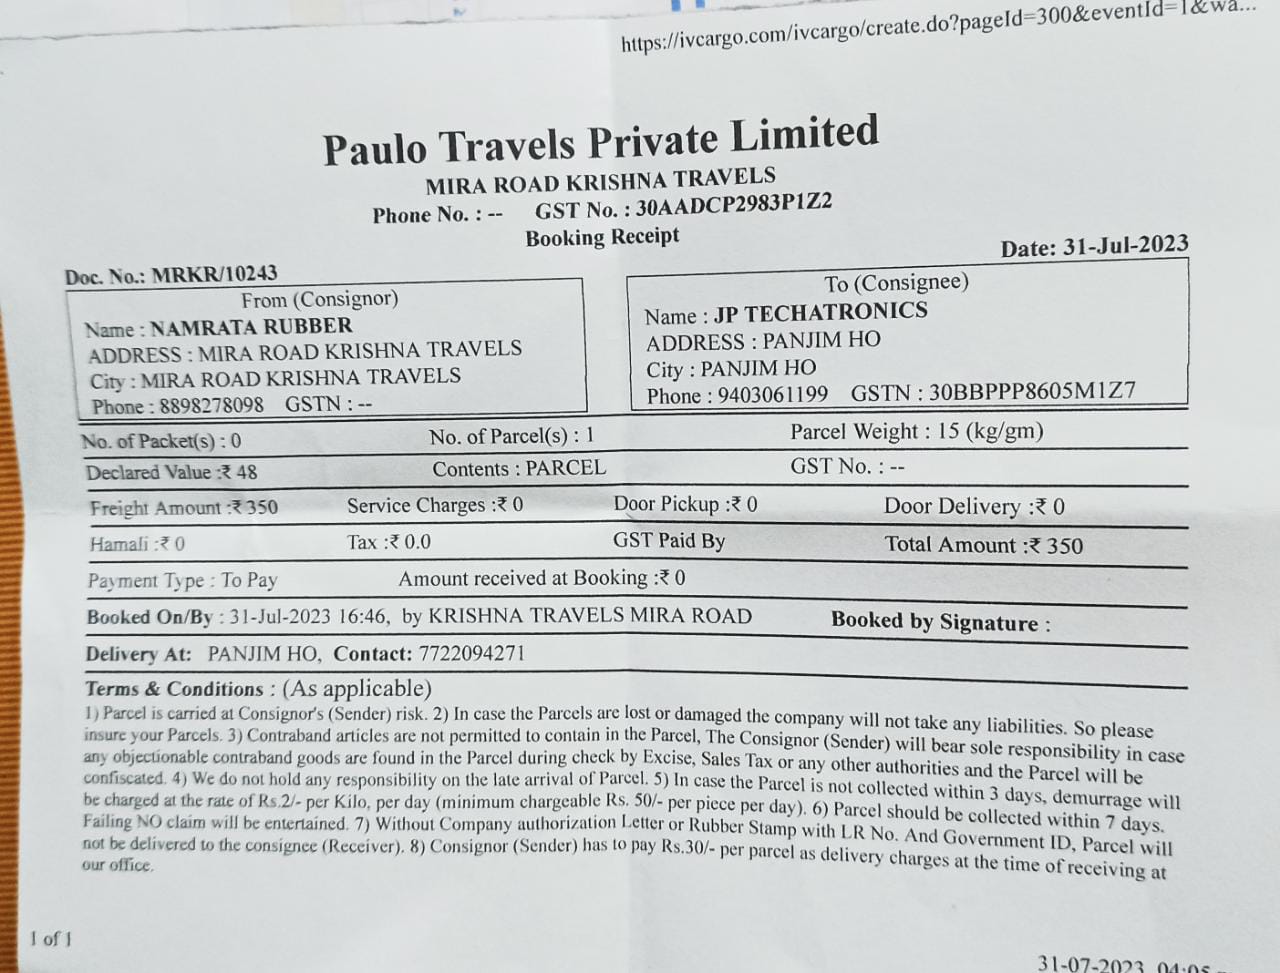 https://ivcargo.com/ivcargo/create.do?pageId=300&eventId=1&wa...
Paulo Travels Private Limited
MIRA ROAD KRISHNA TRAVELS
Phone No. : -- GST No. : 30AADCP2983P1Z2
Booking Receipt
Doc. No.: MRKR/10243
Date: 31-Jul-2023
From (Consignor)
Name : NAMRATA RUBBER
ADDRESS : MIRA ROAD KRISHNA TRAVELS
City : MIRA ROAD KRISHNA TRAVELS
Phone : 8898278098 GSTN : --
To (Consignee)
Name : JP TECHATRONICS
ADDRESS : PANJIM HO
City : PANJIM HO
Phone : 9403061199 GSTN : 30BBPPP8605M1Z7
No. of Packet(s) : 0 No. of Parcel(s) : 1 Parcel Weight : 15 (kg/gm)
Declared Value :₹ 48 Contents : PARCEL GST No. : --
Freight Amount :₹ 350 Service Charges :₹ 0 Door Pickup :₹ 0 Door Delivery :₹ 0
Hamali :₹ 0 Tax :₹ 0.0 GST Paid By Total Amount :₹ 350
Payment Type : To Pay Amount received at Booking :₹ 0
Booked On/By : 31-Jul-2023 16:46, by KRISHNA TRAVELS MIRA ROAD Booked by Signature :
Delivery At: PANJIM HO, Contact: 7722094271
Terms & Conditions : (As applicable)
1) Parcel is carried at Consignor's (Sender) risk. 2) In case the Parcels are lost or damaged the company will not take any liabilities. So please
insure your Parcels. 3) Contraband articles are not permitted to contain in the Parcel, The Consignor (Sender) will bear sole responsibility in case
any objectionable contraband goods are found in the Parcel during check by Excise, Sales Tax or any other authorities and the Parcel will be
confiscated. 4) We do not hold any responsibility on the late arrival of Parcel. 5) In case the Parcel is not collected within 3 days, demurrage will
be charged at the rate of Rs.2/- per Kilo, per day (minimum chargeable Rs. 50/- per piece per day). 6) Parcel should be collected within 7 days.
Failing NO claim will be entertained. 7) Without Company authorization Letter or Rubber Stamp with LR No. And Government ID, Parcel will
not be delivered to the consignee (Receiver). 8) Consignor (Sender) has to pay Rs.30/- per parcel as delivery charges at the time of receiving at
our office.
1 of 1
31-07-2023